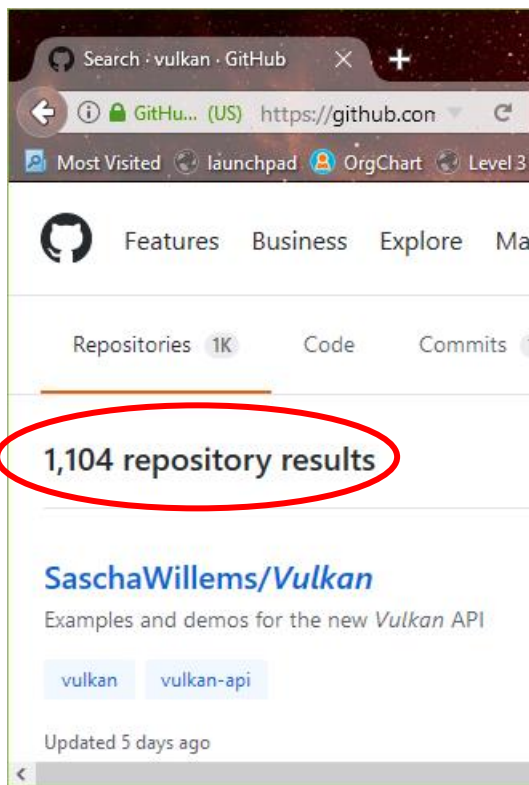 Search · vulkan · GitHub
GitHu... (US) https://github.con
Most Visited launchpad OrgChart Level 3
Features Business Explore Ma
Repositories 1K Code Commits
1,104 repository results
SaschaWillems/Vulkan
Examples and demos for the new Vulkan API
vulkan vulkan-api
Updated 5 days ago